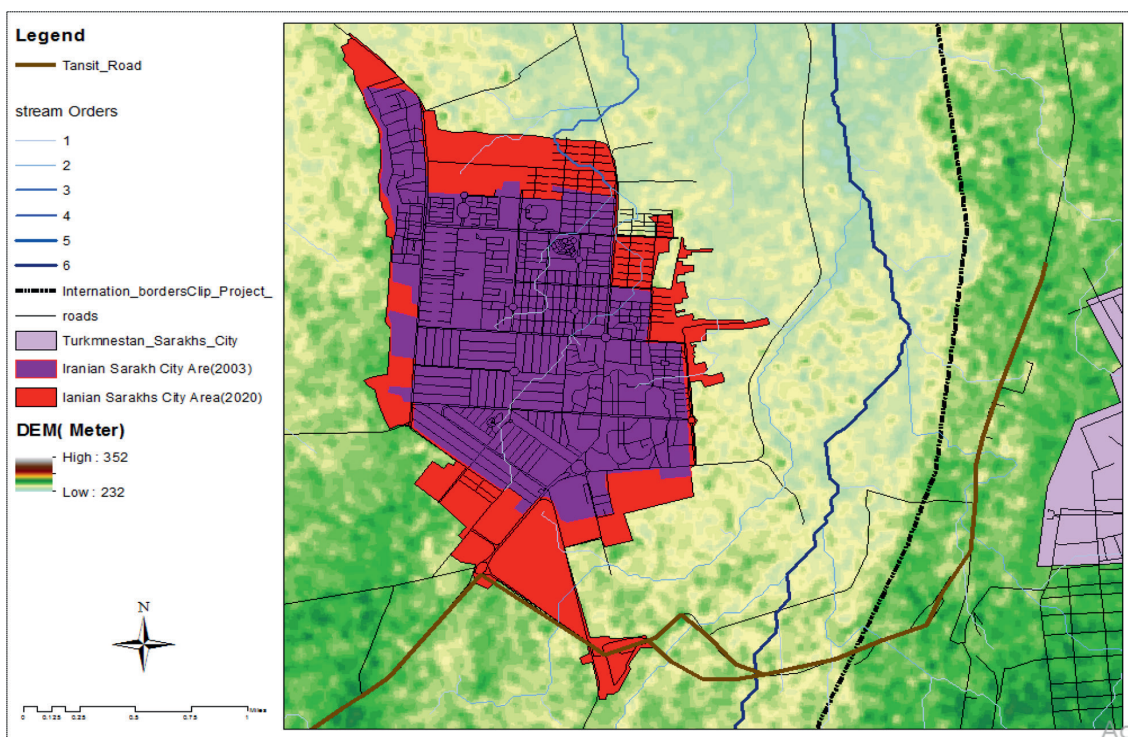 Legend
Tansit_Road
stream Orders
1
2
3
4
5
6
Internation_bordersClip_Project_
roads
Turkmnestan_Sarakhs_City
Iranian Sarakh City Are(2003)
Ianian Sarakhs City Area(2020)
DEM( Meter)
High : 352
Low : 232
N
0 0.125 0.25 0.5 0.75 1
Miles
Ac